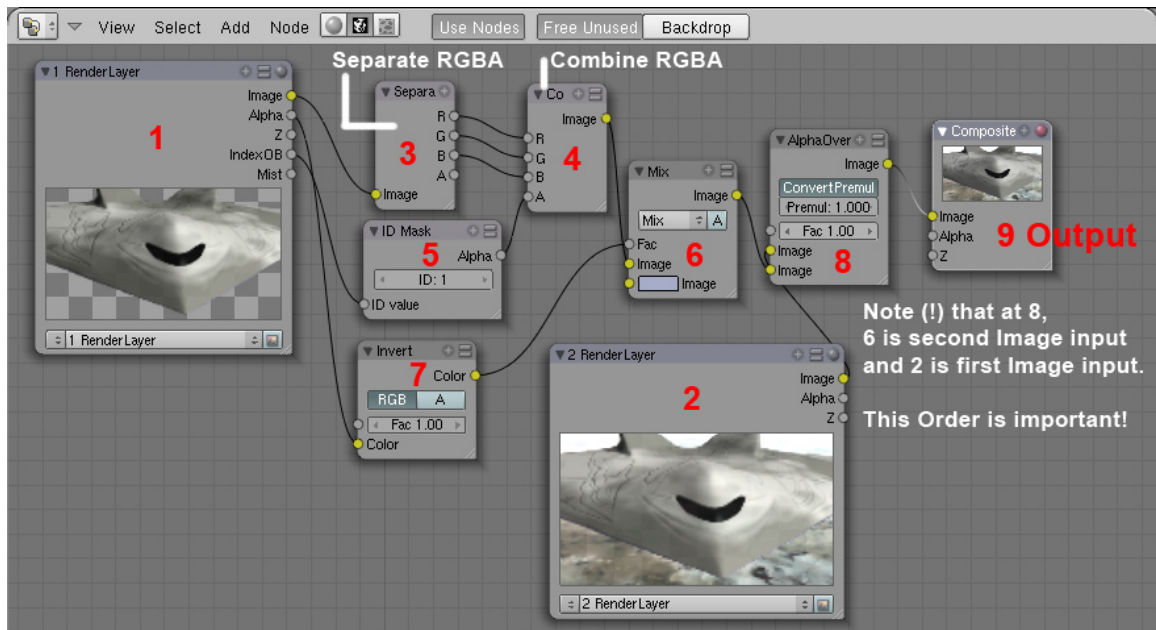 View Select Add Node Use Nodes Free Unused Backdrop
Separate RGBA
Combine RGBA
1 RenderLayer
Image
Alpha
Z
IndexOB
Mist
1
1 RenderLayer
Separa
R
G
B
A
Image
3
Co
Image
R
G
B
A
4
ID Mask
Alpha
5
ID: 1
ID value
Invert
7
Color
RGB A
Fac 1.00
Color
Mix
Image
Mix A
Fac
Image
Image
6
2 RenderLayer
Image
Alpha
Z
2
2 RenderLayer
AlphaOver
Image
ConvertPremul
Premul: 1.000
Fac 1.00
Image
Image
8
Composite
Image
Alpha
Z
9 Output
Note (!) that at 8,
6 is second Image input
and 2 is first Image input.
This Order is important!